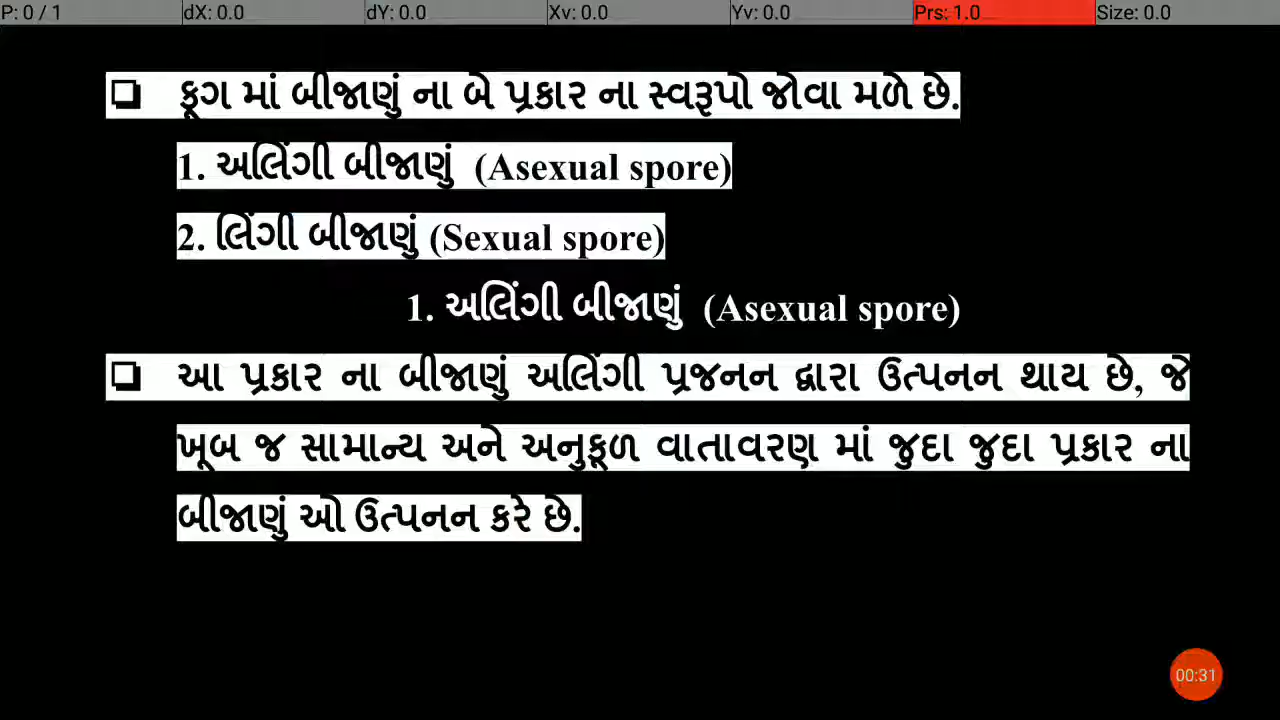 P: 0 / 1 dX: 0.0 dY: 0.0 Xv: 0.0 Yv: 0.0 Prs: 1.0 Size: 0.0
❑ ફૂગ માં બીજાણું ના બે પ્રકાર ના સ્વરૂપો જોવા મળે છે.
1. અલિંગી બીજાણું (Asexual spore)
2. લિંગી બીજાણું (Sexual spore)
1. અલિંગી બીજાણું (Asexual spore)
❑ આ પ્રકાર ના બીજાણું અલિંગી પ્રજનન દ્વારા ઉત્પનન થાય છે, જે
ખૂબ જ સામાન્ય અને અનુકૂળ વાતાવરણ માં જુદા જુદા પ્રકાર ના
બીજાણું ઓ ઉત્પનન કરે છે.
00:31